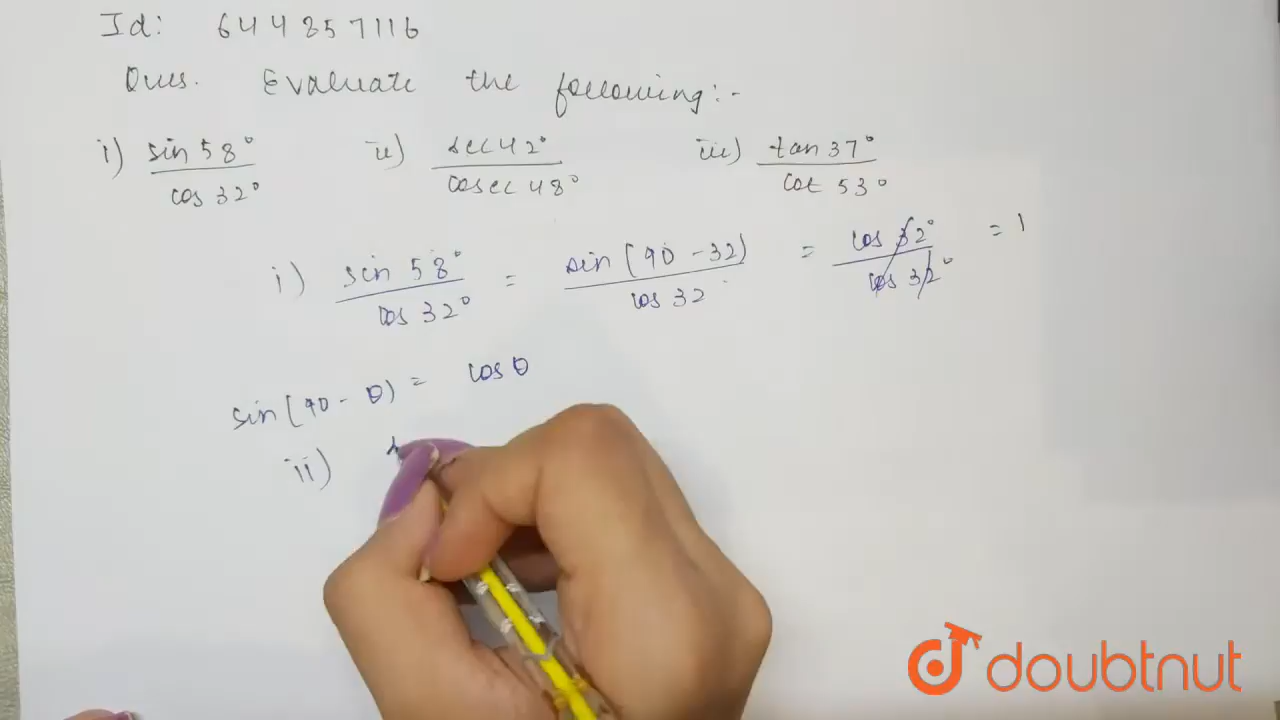 Id: 644857116
Ques. Evaluate the following:-
i) sin 58° / cos 32° ii) sec 42° / cosec 48° iii) tan 37° / cot 53°
i) sin 58° / cos 32° = sin (90 - 32) / cos 32 = cos 32° / cos 32° = 1
sin (90 - θ) = cos θ
ii)
doubtnut